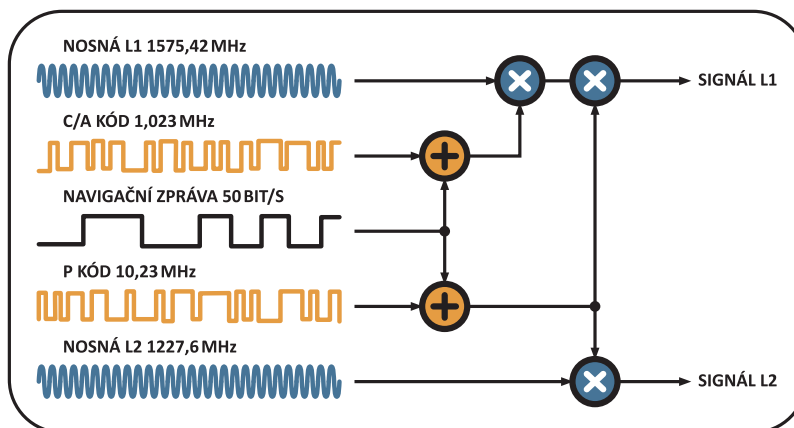 NOSNÁ L1 1575,42 MHz
SIGNÁL L1
C/A KÓD 1,023 MHz
NAVIGAČNÍ ZPRÁVA 50 BIT/S
P KÓD 10,23 MHz
NOSNÁ L2 1227,6 MHz
SIGNÁL L2